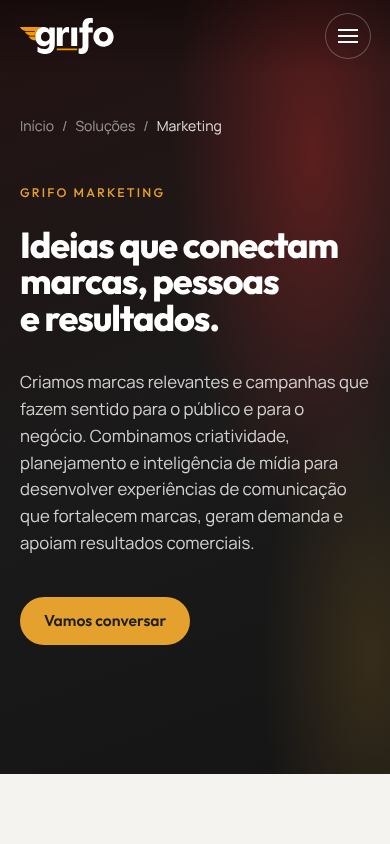 grifo
Início / Soluções / Marketing
GRIFO MARKETING
Ideias que conectam
marcas, pessoas
e resultados.
Criamos marcas relevantes e campanhas que
fazem sentido para o público e para o
negócio. Combinamos criatividade,
planejamento e inteligência de mídia para
desenvolver experiências de comunicação
que fortalecem marcas, geram demanda e
apoiam resultados comerciais.
Vamos conversar